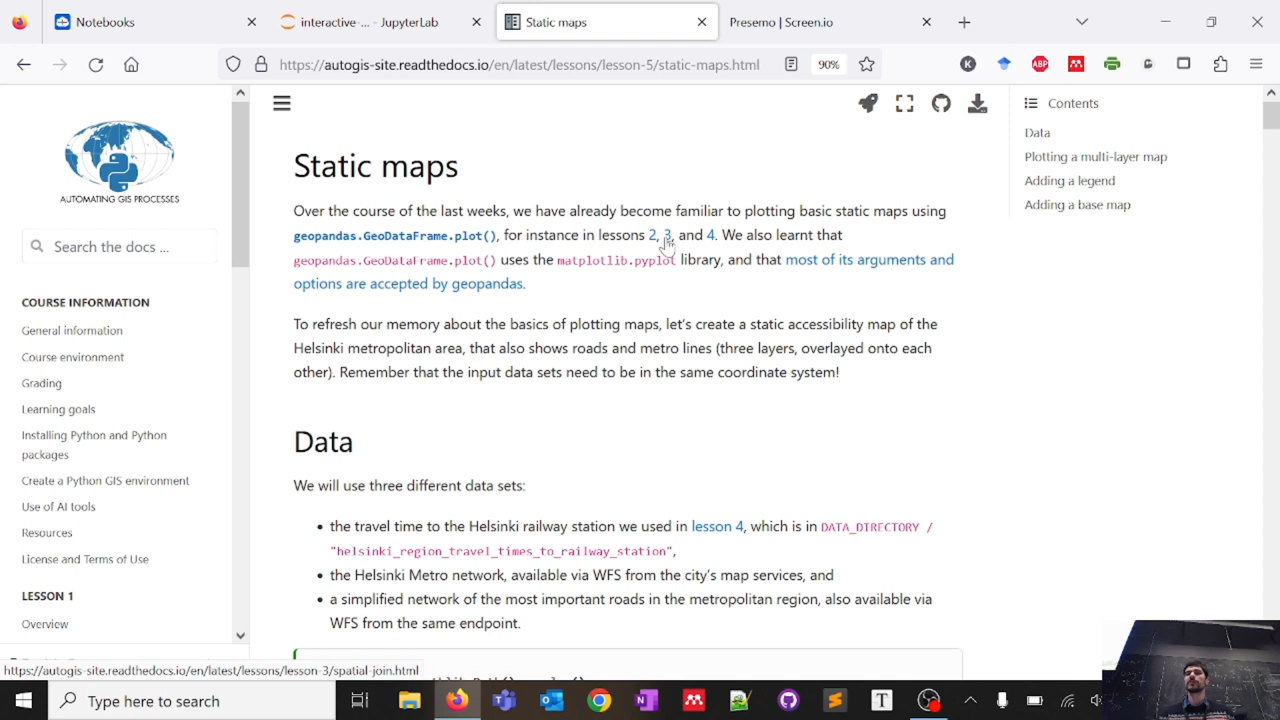 Notebooks
interactive-... - JupyterLab
Static maps
Presemo | Screen.io
https://autogis-site.readthedocs.io/en/latest/lessons/lesson-5/static-maps.html
90%
K
ABP
AUTOMATING GIS PROCESSES
Search the docs ...
COURSE INFORMATION
General information
Course environment
Grading
Learning goals
Installing Python and Python
packages
Create a Python GIS environment
Use of AI tools
Resources
License and Terms of Use
LESSON 1
Overview
Static maps
Over the course of the last weeks, we have already become familiar to plotting basic static maps using
geopandas.GeoDataFrame.plot(), for instance in lessons 2, 3, and 4. We also learnt that
geopandas.GeoDataFrame.plot() uses the matplotlib.pyplot library, and that most of its arguments and
options are accepted by geopandas.
To refresh our memory about the basics of plotting maps, let's create a static accessibility map of the
Helsinki metropolitan area, that also shows roads and metro lines (three layers, overlayed onto each
other). Remember that the input data sets need to be in the same coordinate system!
Data
We will use three different data sets:
• the travel time to the Helsinki railway station we used in lesson 4, which is in DATA_DIRECTORY /
"helsinki_region_travel_times_to_railway_station",
• the Helsinki Metro network, available via WFS from the city's map services, and
• a simplified network of the most important roads in the metropolitan region, also available via
WFS from the same endpoint.
Contents
Data
Plotting a multi-layer map
Adding a legend
Adding a base map
https://autogis-site.readthedocs.io/en/latest/lessons/lesson-3/spatial-join.html
Type here to search